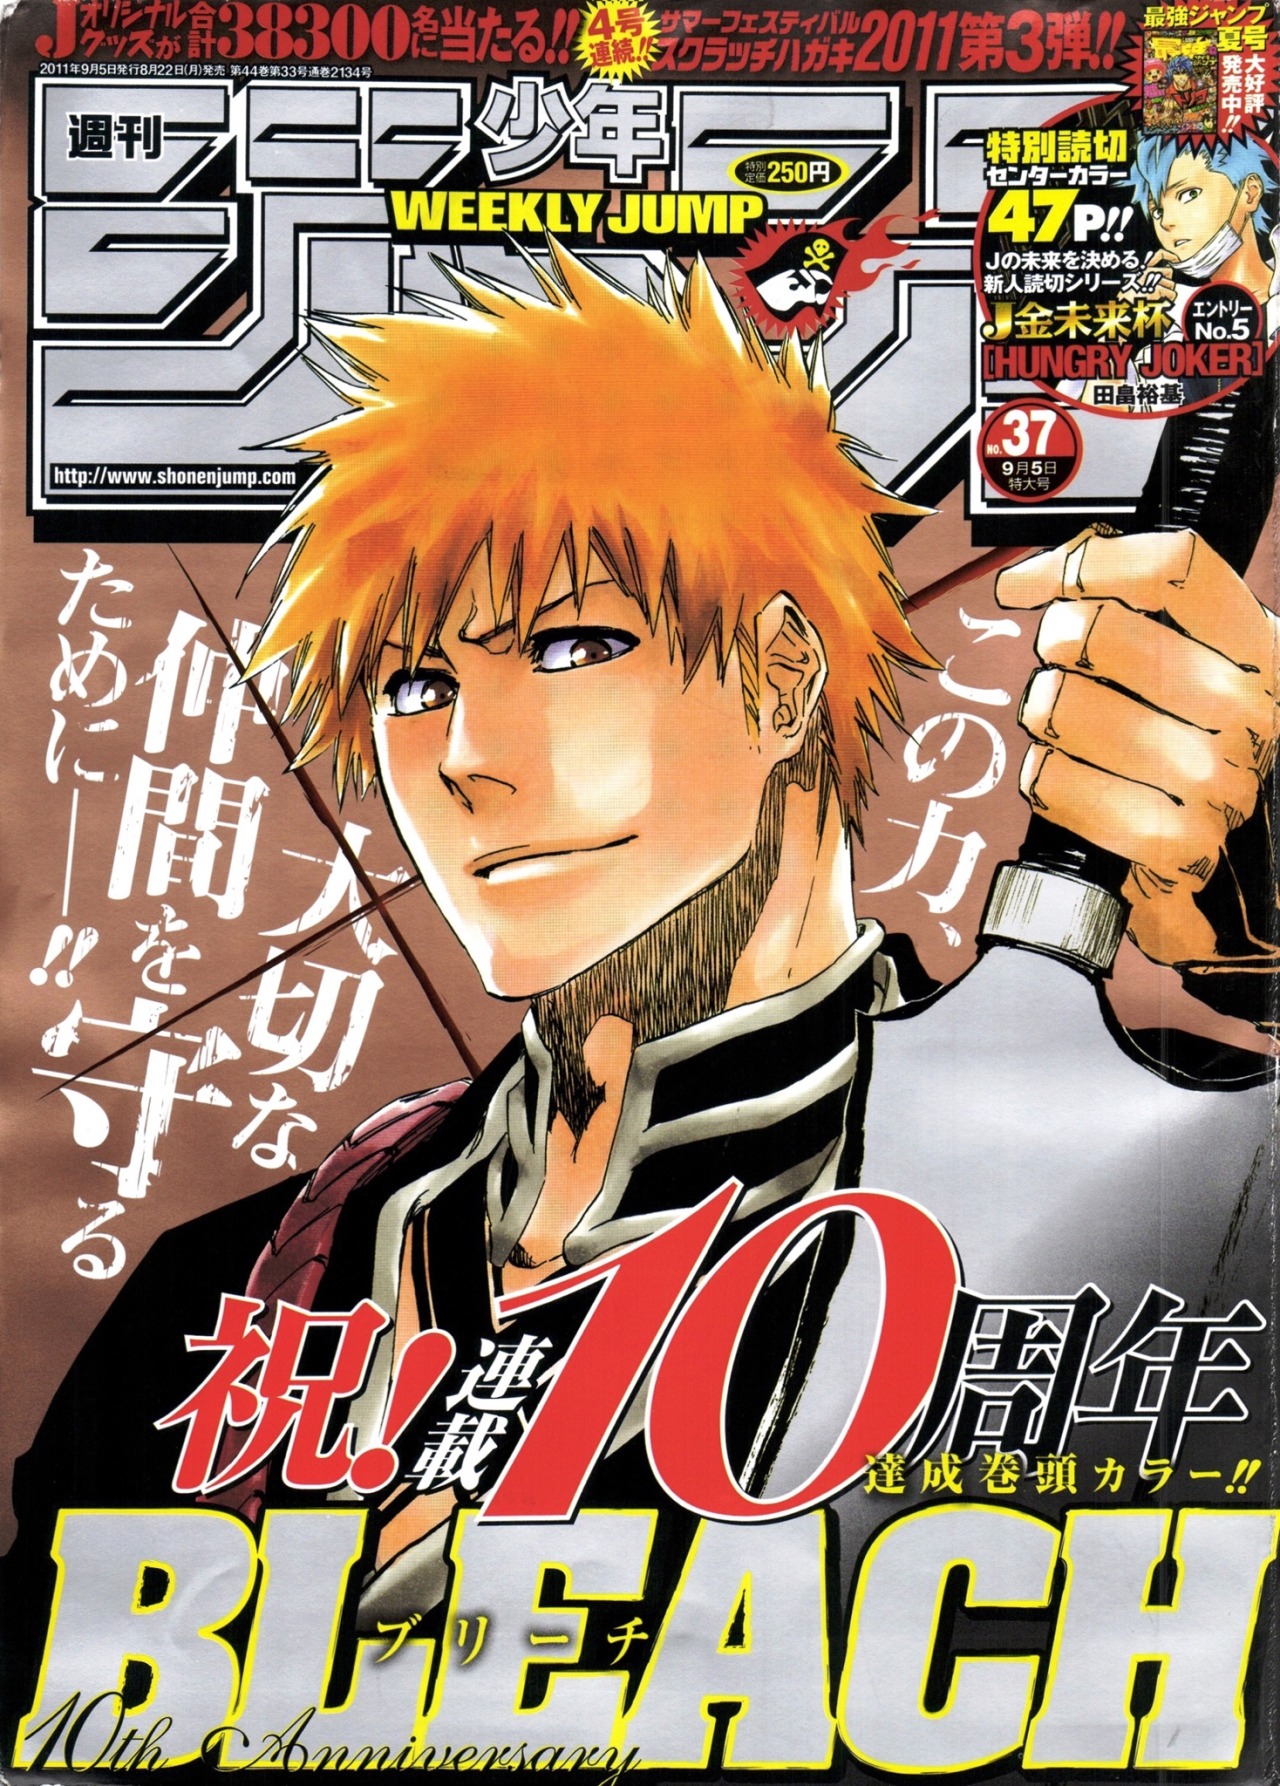 Jオリジナルグッズが合計38300名に当たる!!
4号連続!!
サマーフェスティバルスクラッチハガキ2011第3弾!!
最強ジャンプ
夏号
大好評発売中!!
2011年9月5日発行8月22日(月)発売 第44巻第33号通巻2134号
週刊
少年
ジャンプ
特別定価250円
WEEKLY JUMP
特別読切
センターカラー
47P!!
Jの未来を決める!
新人読切シリーズ!!
J金未来杯
エントリー
No.5
[HUNGRY JOKER]
田畠裕基
NO.37
9月5日
特大号
http://www.shonenjump.com
この力、
大切な
仲間を守る
ために——!!
祝!連載10周年
達成巻頭カラー!!
BLEACH
ブリーチ
10th Anniversary